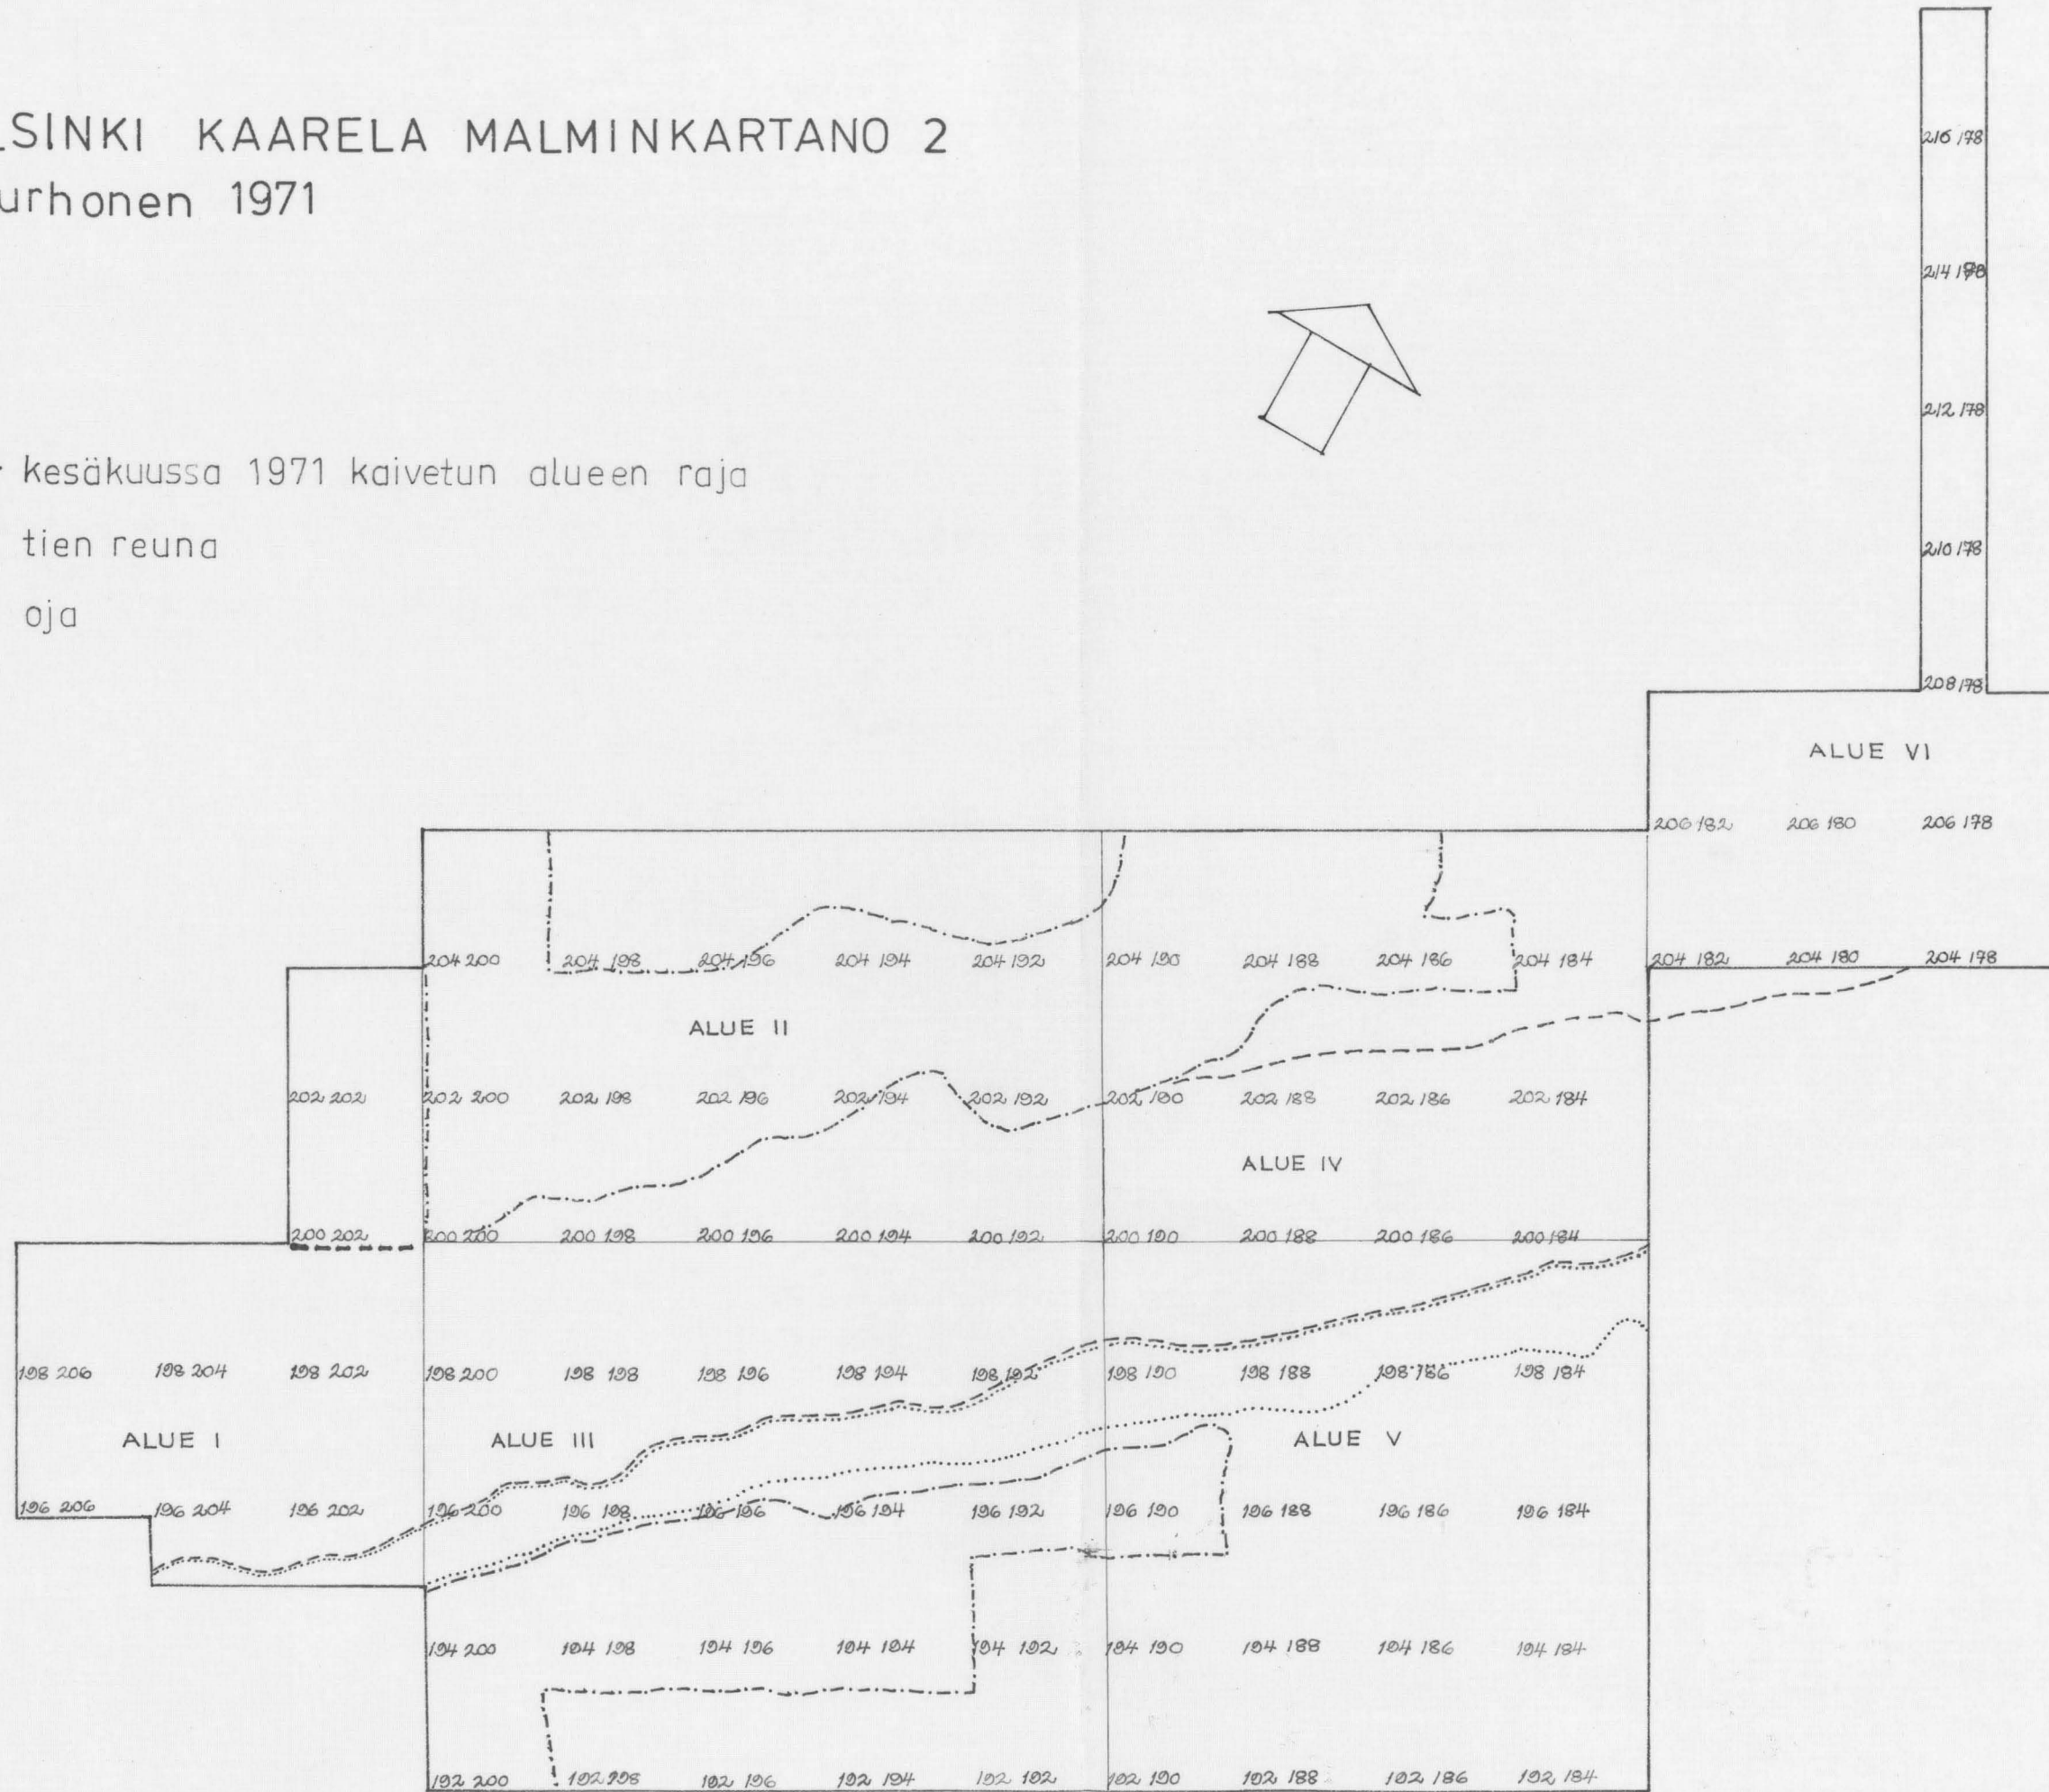 LSINKI KAARELA MALMINKARTANO 2
urhonen 1971
kesäkuussa 1971 kaivetun alueen raja
tien reuna
oja
216 178
214 178
212 178
210 178
208 178
ALUE VI
206 182 206 180 206 178
204 200 204 198 204 196 204 194 204 192 204 190 204 188 204 186 204 184 204 182 204 180 204 178
ALUE II
202 202 202 200 202 198 202 196 202 194 202 192 202 190 202 188 202 186 202 184
ALUE IV
200 202 200 200 200 198 200 196 200 194 200 192 200 190 200 188 200 186 200 184
198 206 198 204 198 202 198 200 198 198 198 196 198 194 198 192 198 190 198 188 198 186 198 184
ALUE I ALUE III ALUE V
196 206 196 204 196 202 196 200 196 198 196 196 196 194 196 192 196 190 196 188 196 186 196 184
194 200 194 198 194 196 194 194 194 192 194 190 194 188 194 186 194 184
192 200 192 198 192 196 192 194 192 192 192 190 192 188 192 186 192 184